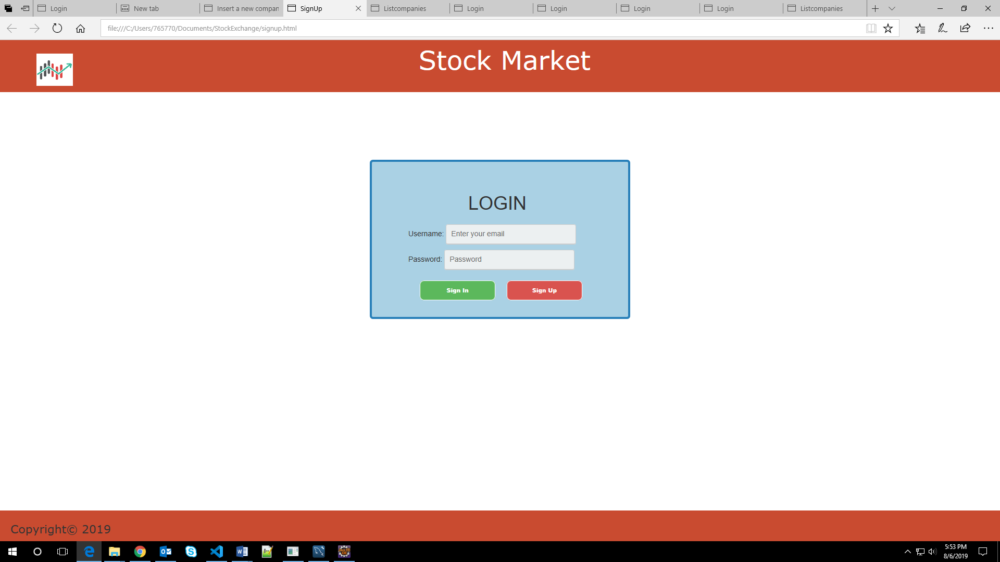 Login
New tab
Insert a new compan
SignUp
Listcompanies
Login
Login
Login
Login
Listcompanies
file:///C:/Users/765770/Documents/StockExchange/signup.html
Stock Market
LOGIN
Username: Enter your email
Password: Password
Sign In Sign Up
Copyright© 2019
5:53 PM
8/6/2019